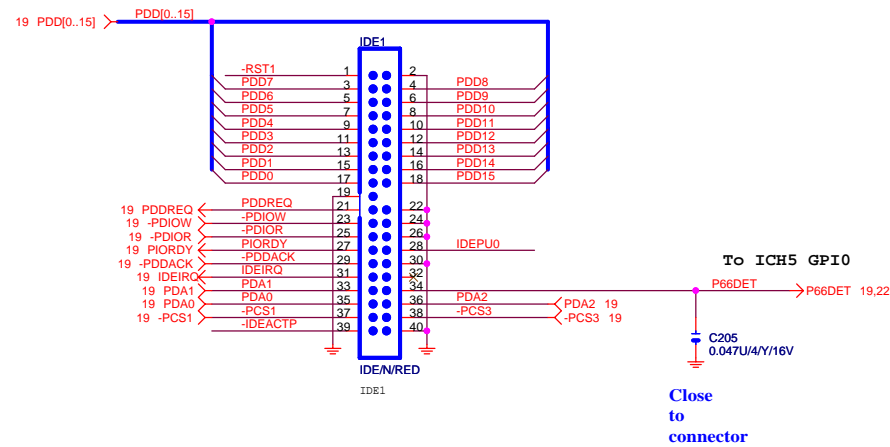 19 PDD[0..15] PDD[0..15]
IDE1
-RST1 1 2
PDD7 3 4 PDD8
PDD6 5 6 PDD9
PDD5 7 8 PDD10
PDD4 9 10 PDD11
PDD3 11 12 PDD12
PDD2 13 14 PDD13
PDD1 15 16 PDD14
PDD0 17 18 PDD15
19
19 PDDREQ PDDREQ 21 22
19 -PDIOW -PDIOW 23 24
19 -PDIOR -PDIOR 25 26
19 PIORDY PIORDY 27 28 IDEPU0
19 -PDDACK -PDDACK 29 30
19 IDEIRQ IDEIRQ 31 32
To ICH5 GPI0
19 PDA1 PDA1 33 34 P66DET P66DET 19,22
19 PDA0 PDA0 35 36 PDA2 PDA2 19
19 -PCS1 -PCS1 37 38 -PCS3 -PCS3 19
-IDEACTP 39 40
C205
0.047U/4/Y/16V
IDE/N/RED
IDE1
Close
to
connector